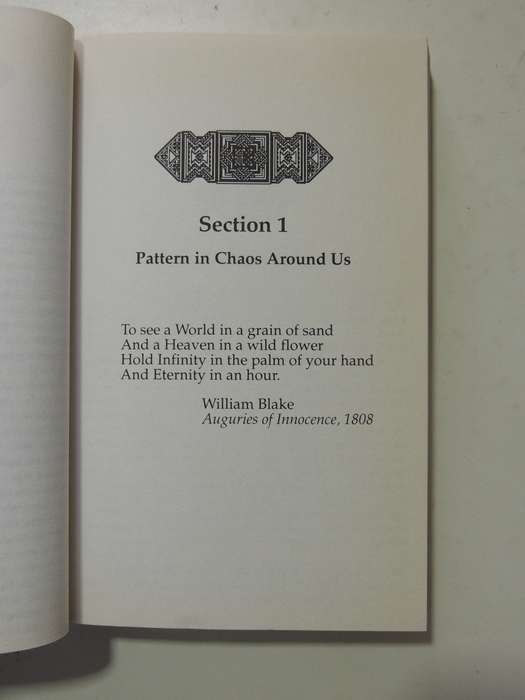 Section 1
Pattern in Chaos Around Us
To see a World in a grain of sand
And a Heaven in a wild flower
Hold Infinity in the palm of your hand
And Eternity in an hour.
William Blake
Auguries of Innocence, 1808